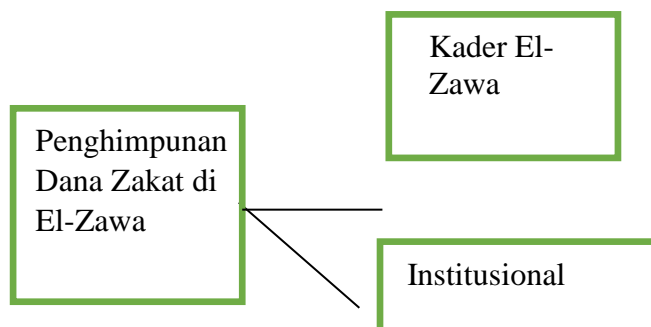 Penghimpunan
Dana Zakat di
El-Zawa
Kader El-
Zawa
Institusional